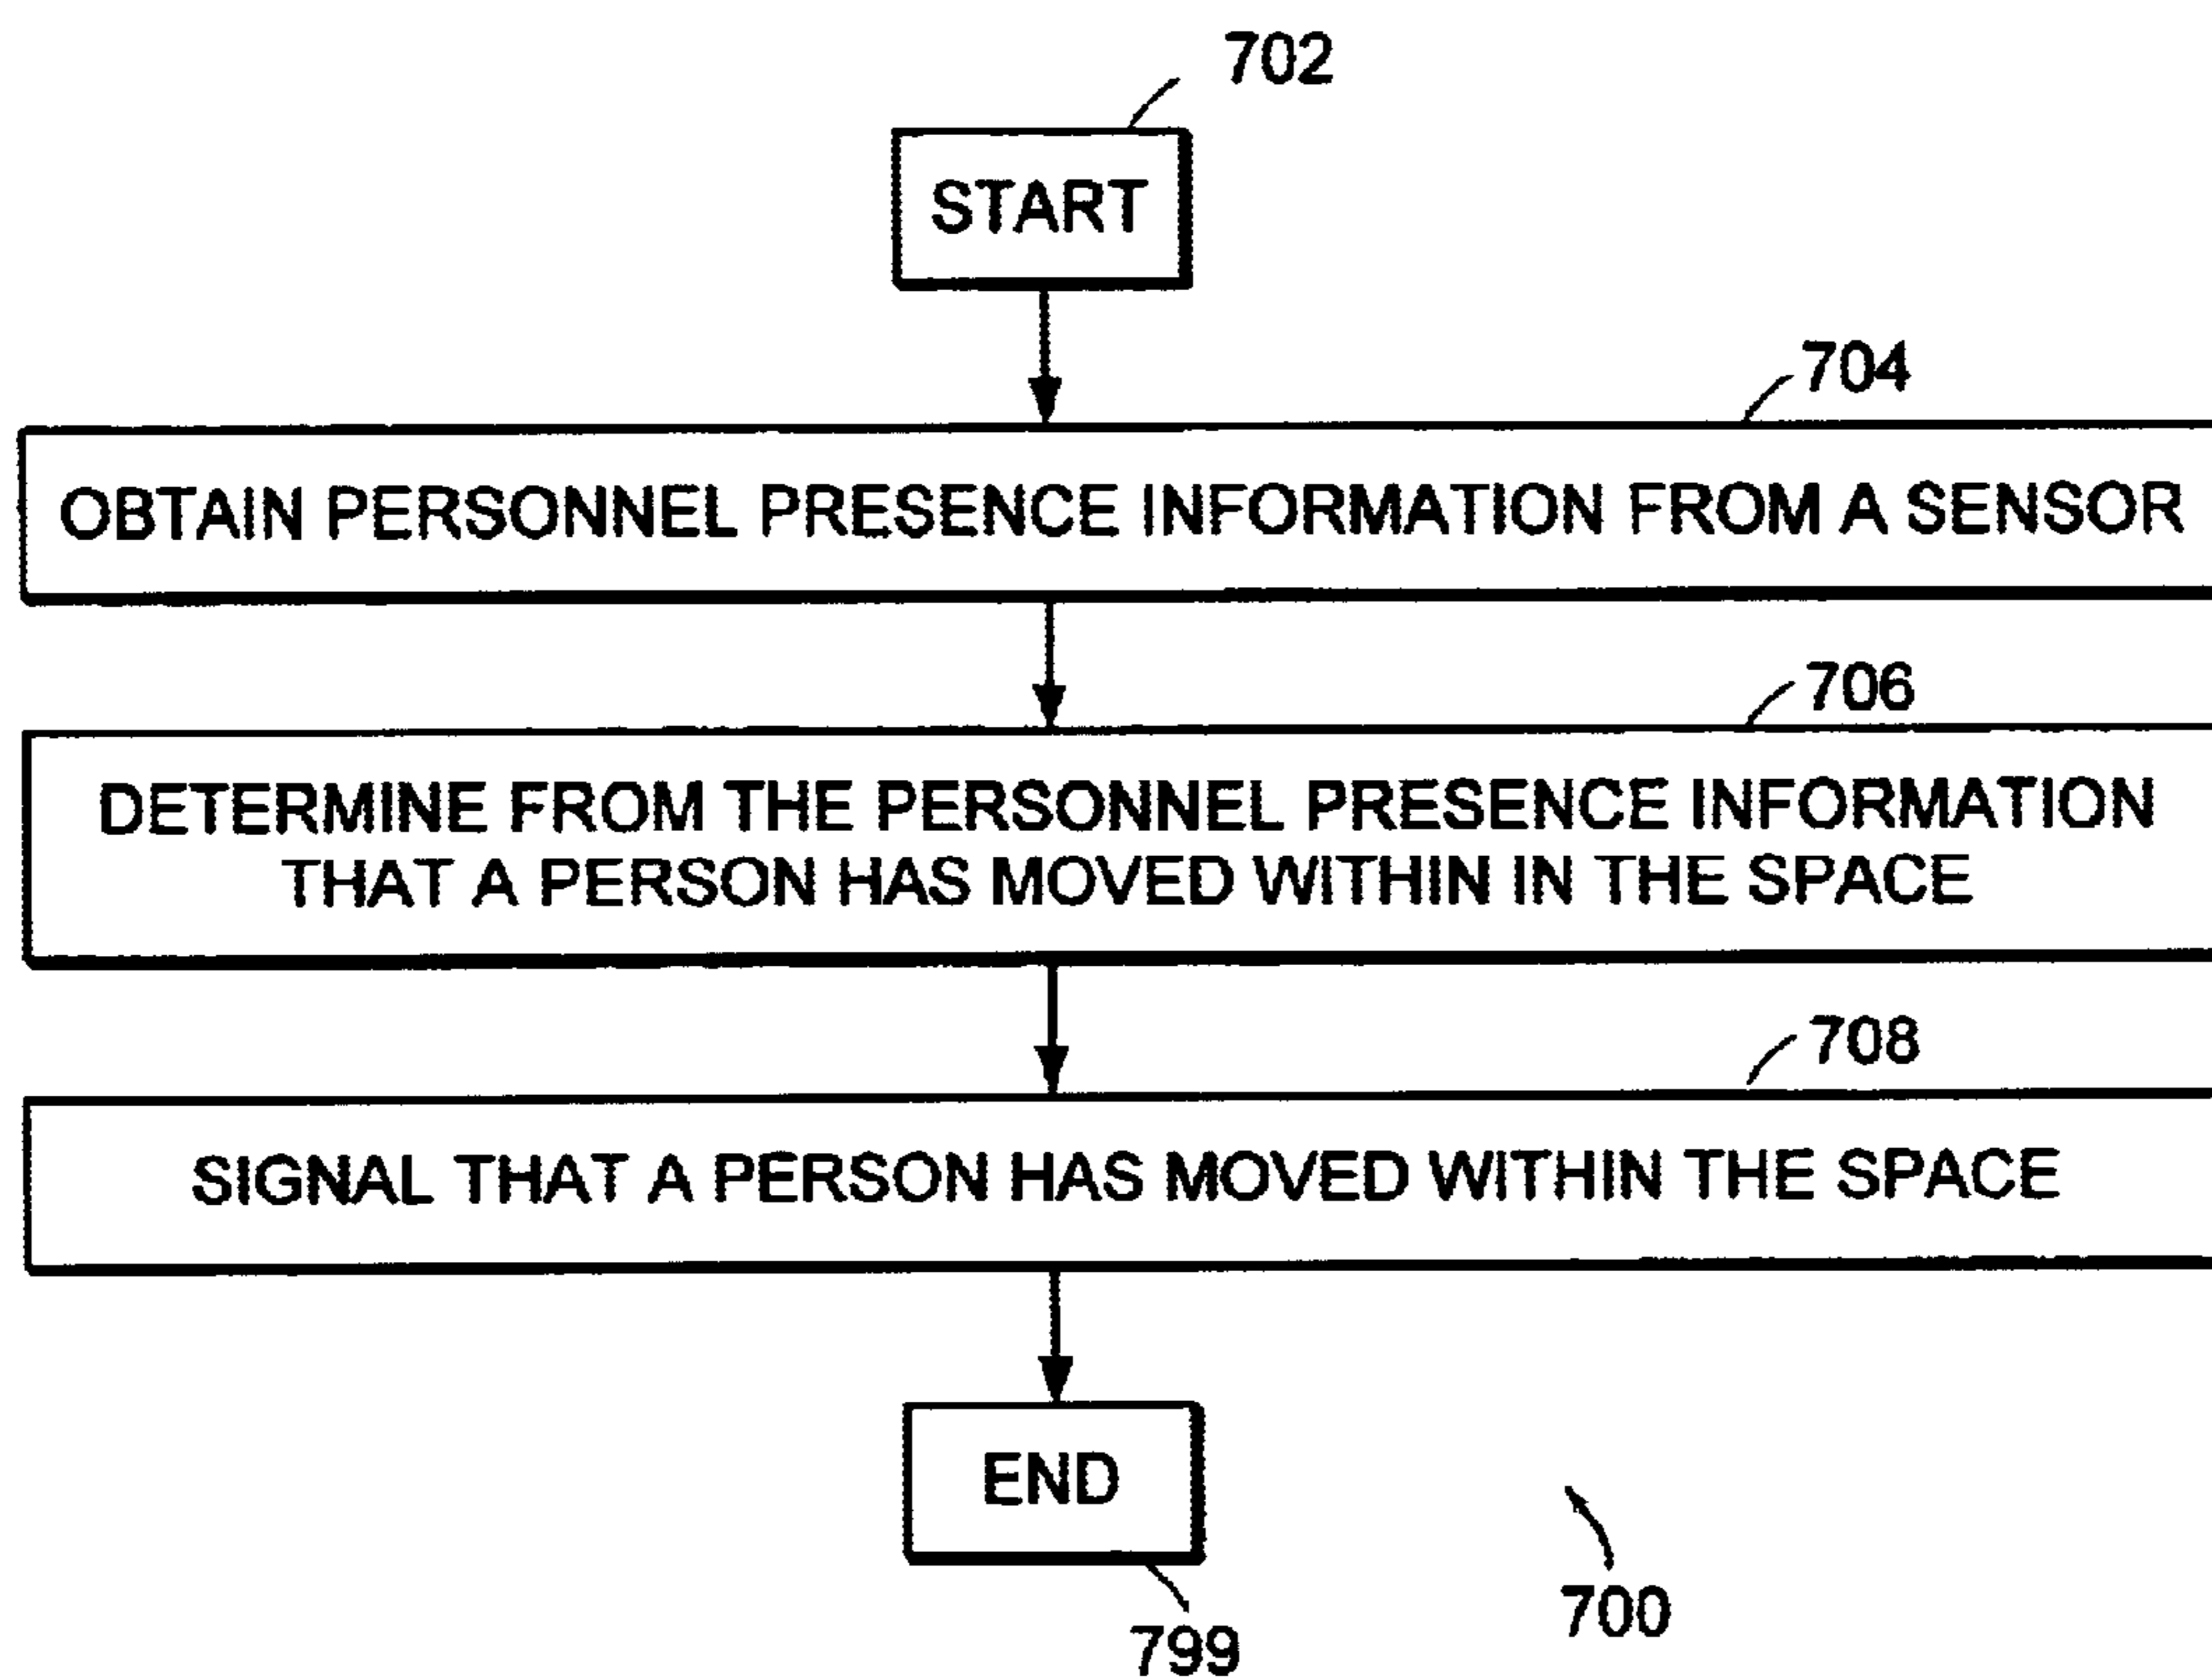 702
START
704
OBTAIN PERSONNEL PRESENCE INFORMATION FROM A SENSOR
706
DETERMINE FROM THE PERSONNEL PRESENCE INFORMATION
THAT A PERSON HAS MOVED WITHIN IN THE SPACE
708
SIGNAL THAT A PERSON HAS MOVED WITHIN THE SPACE
END
700
799